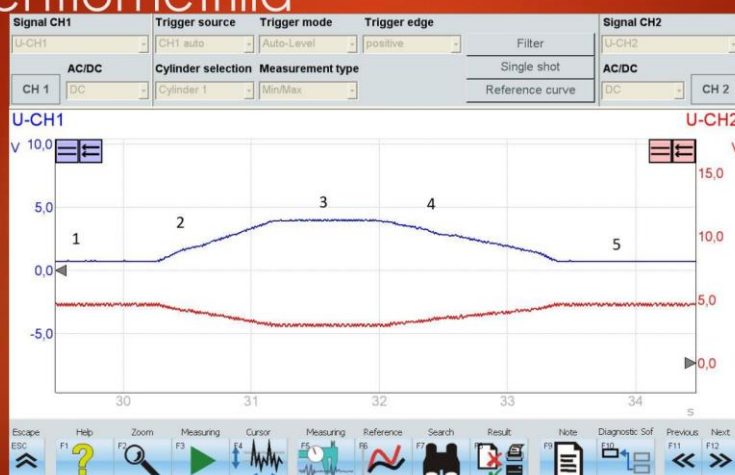 Signal CH1 Trigger source Trigger mode Trigger edge Signal CH2
U-CH1 CH1 auto Auto-Level positive Filter U-CH2
AC/DC Cylinder selection Measurement type Single shot AC/DC
CH 1 DC Cylinder 1 Min/Max Reference curve DC CH 2
U-CH1 U-CH2
V 10,0
15,0
5,0
1 2 3 4 5
10,0
0,0
5,0
-5,0
0,0
30 31 32 33 34
s
Escape Help Zoom Measuring Cursor Measuring Reference Search Result Note Diagnostic Sof Previous Next
ESC F1 F2 F3 F4 F5 F6 F7 F9 F10 F11 F12